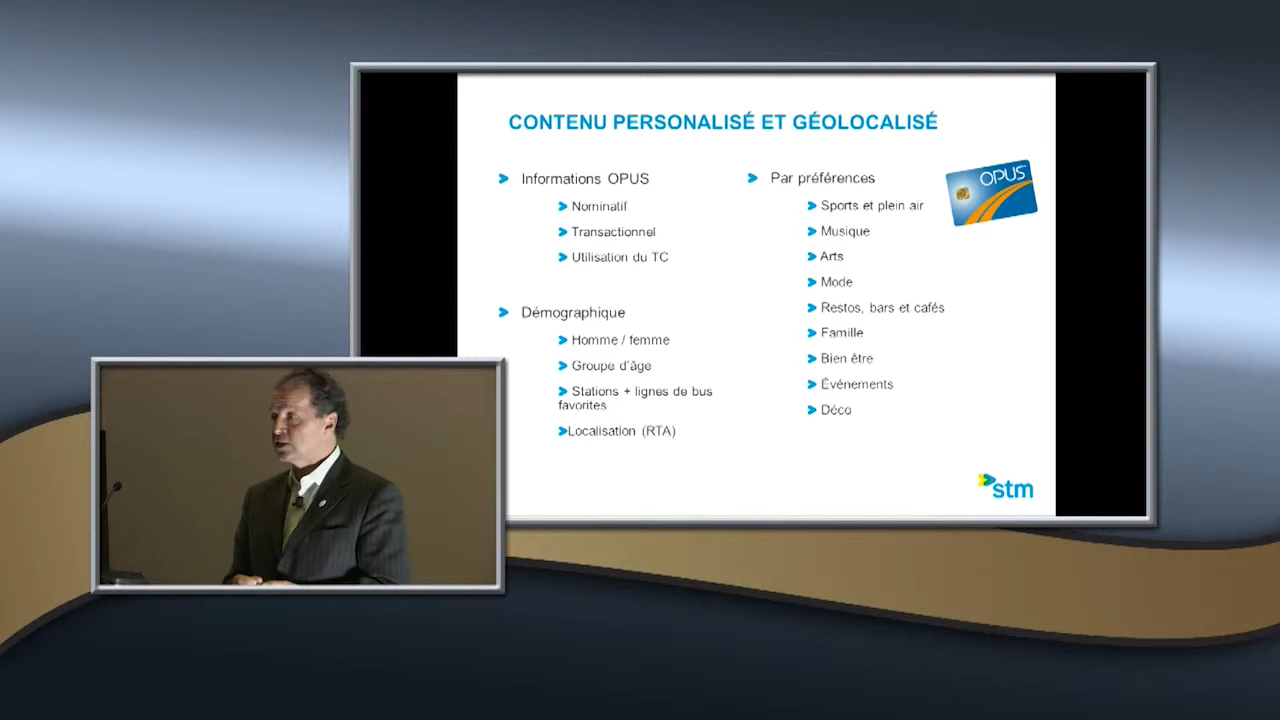 CONTENU PERSONALISÉ ET GÉOLOCALISÉ
Informations OPUS
Nominatif
Transactionnel
Utilisation du TC
Démographique
Homme / femme
Groupe d'âge
Stations + lignes de bus
favorites
Localisation (RTA)
Par préférences
Sports et plein air
Musique
Arts
Mode
Restos, bars et cafés
Famille
Bien être
Événements
Déco
OPUS
stm